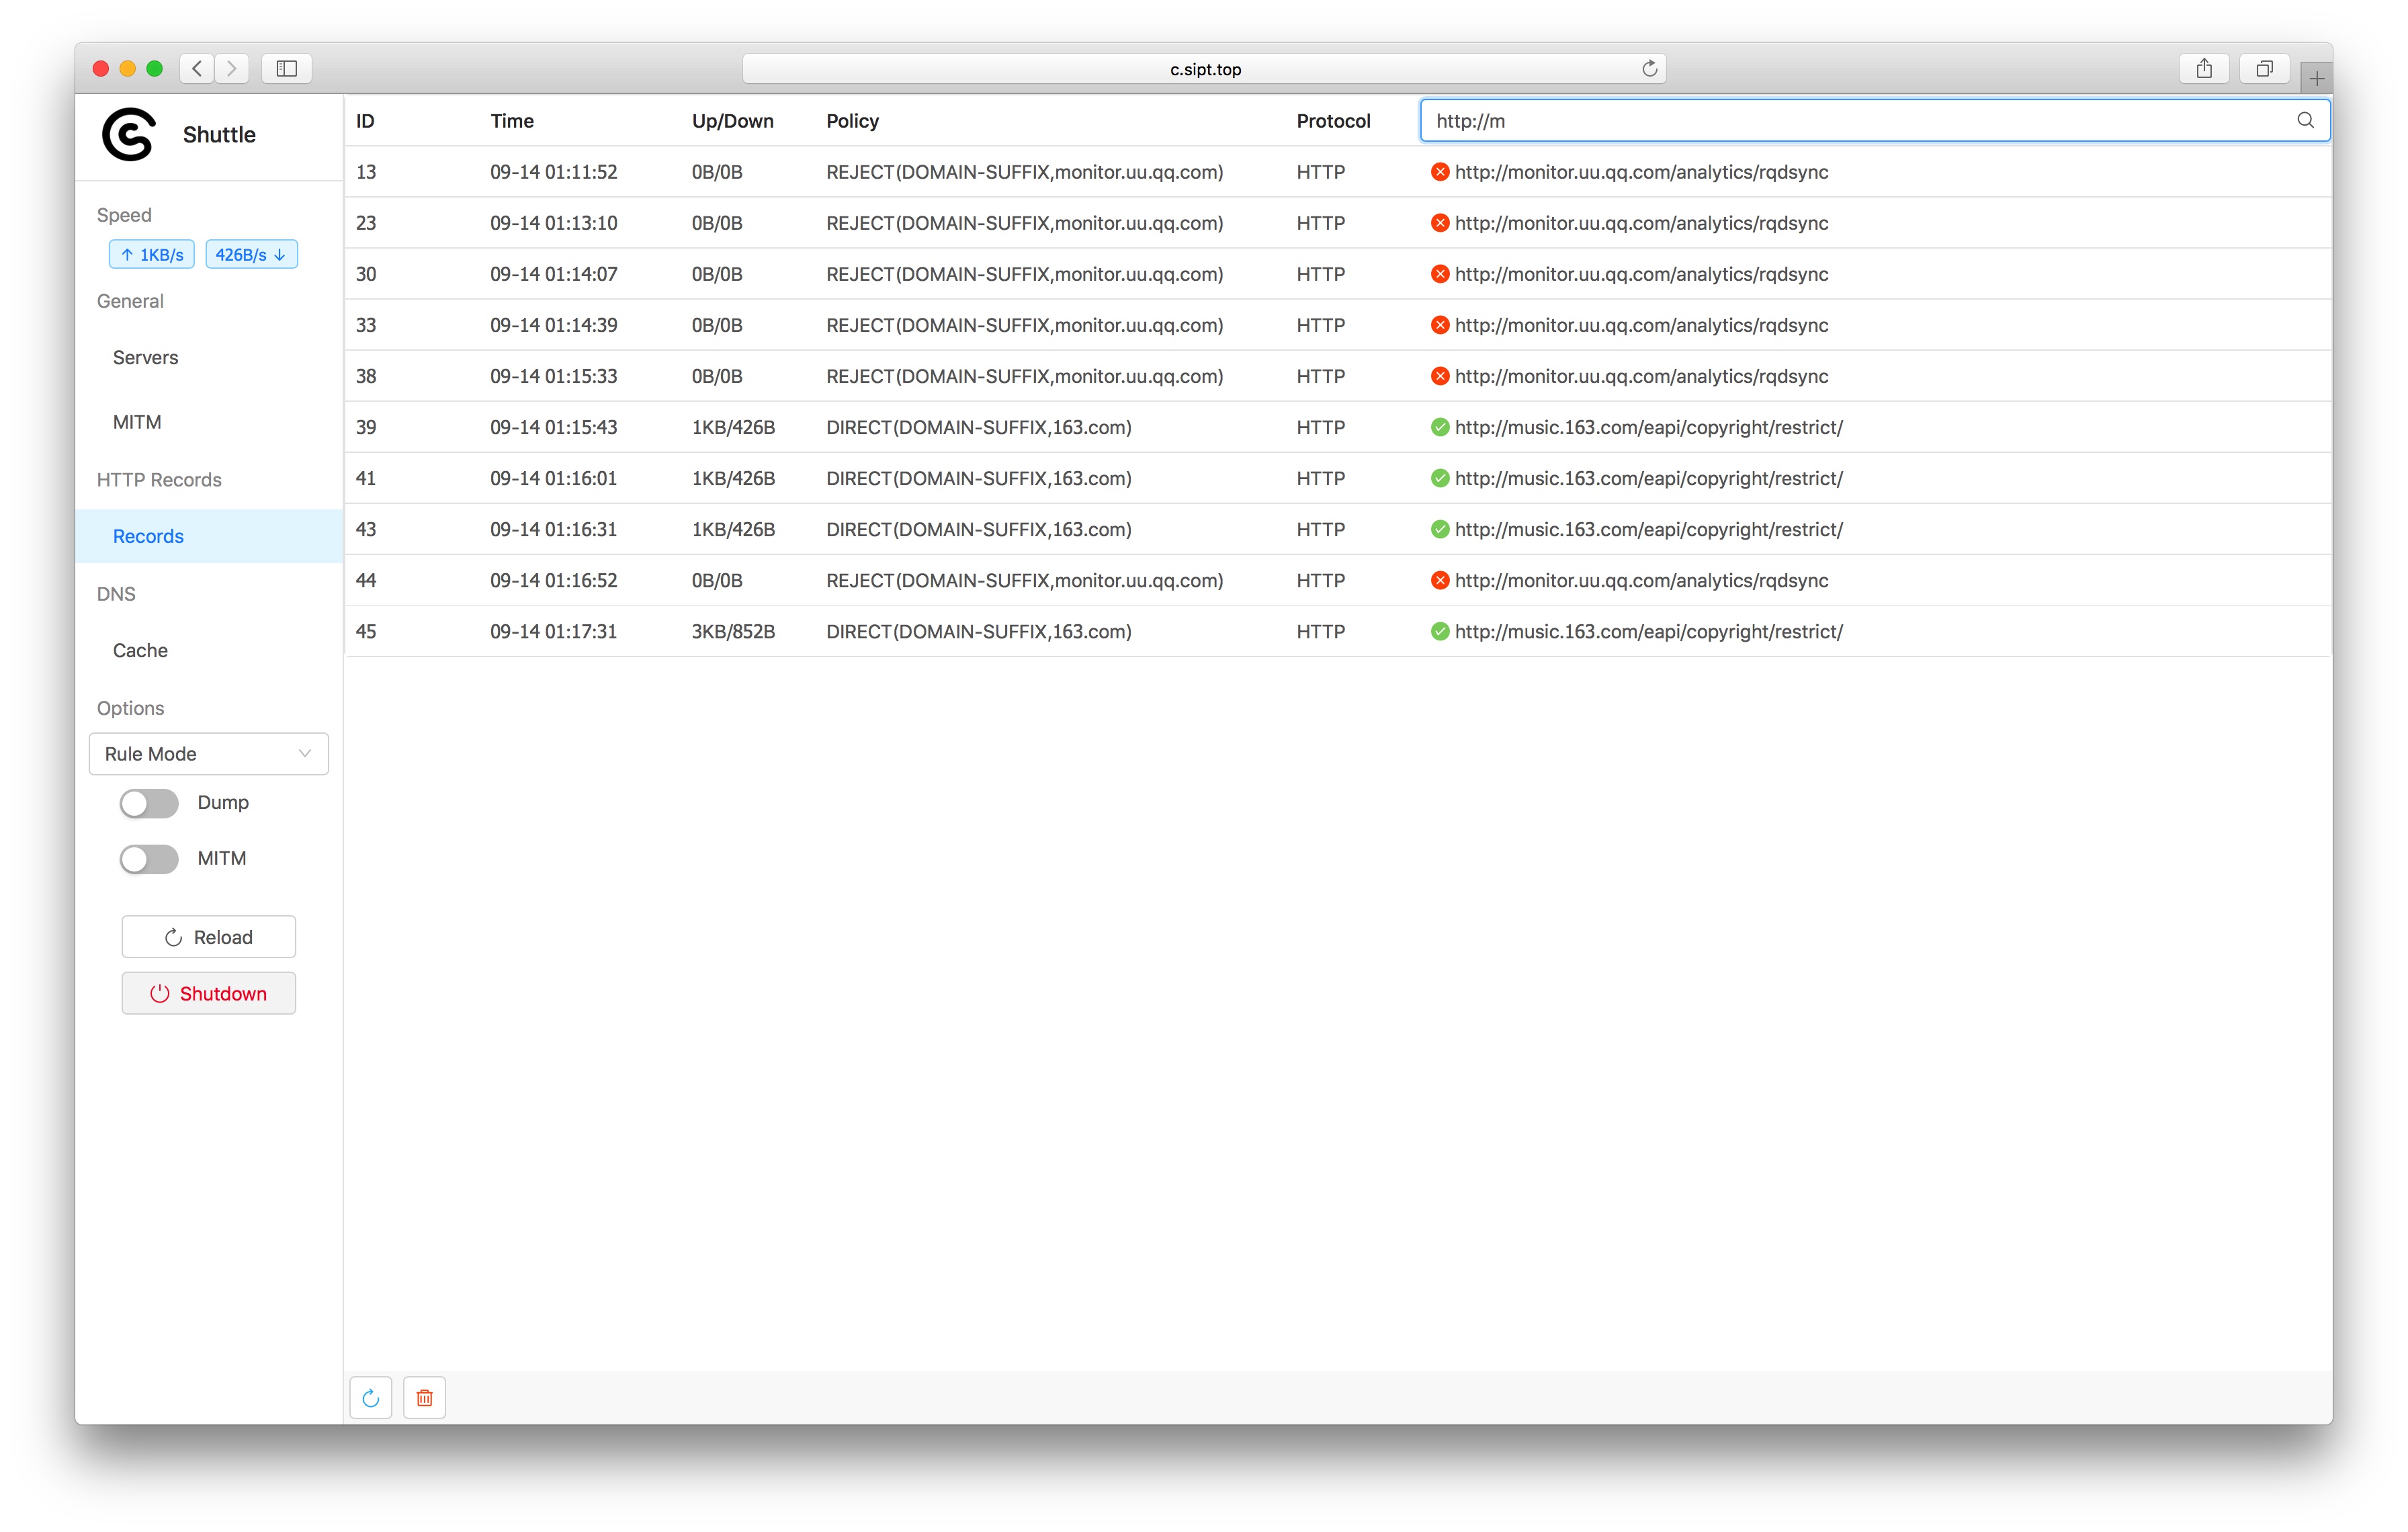 c.sipt.top
Shuttle
Speed
↑ 1KB/s 426B/s ↓
General
Servers
MITM
HTTP Records
Records
DNS
Cache
Options
Rule Mode
Dump
MITM
Reload
Shutdown
ID Time Up/Down Policy Protocol http://m
13 09-14 01:11:52 0B/0B REJECT(DOMAIN-SUFFIX,monitor.uu.qq.com) HTTP http://monitor.uu.qq.com/analytics/rqdsync
23 09-14 01:13:10 0B/0B REJECT(DOMAIN-SUFFIX,monitor.uu.qq.com) HTTP http://monitor.uu.qq.com/analytics/rqdsync
30 09-14 01:14:07 0B/0B REJECT(DOMAIN-SUFFIX,monitor.uu.qq.com) HTTP http://monitor.uu.qq.com/analytics/rqdsync
33 09-14 01:14:39 0B/0B REJECT(DOMAIN-SUFFIX,monitor.uu.qq.com) HTTP http://monitor.uu.qq.com/analytics/rqdsync
38 09-14 01:15:33 0B/0B REJECT(DOMAIN-SUFFIX,monitor.uu.qq.com) HTTP http://monitor.uu.qq.com/analytics/rqdsync
39 09-14 01:15:43 1KB/426B DIRECT(DOMAIN-SUFFIX,163.com) HTTP http://music.163.com/eapi/copyright/restrict/
41 09-14 01:16:01 1KB/426B DIRECT(DOMAIN-SUFFIX,163.com) HTTP http://music.163.com/eapi/copyright/restrict/
43 09-14 01:16:31 1KB/426B DIRECT(DOMAIN-SUFFIX,163.com) HTTP http://music.163.com/eapi/copyright/restrict/
44 09-14 01:16:52 0B/0B REJECT(DOMAIN-SUFFIX,monitor.uu.qq.com) HTTP http://monitor.uu.qq.com/analytics/rqdsync
45 09-14 01:17:31 3KB/852B DIRECT(DOMAIN-SUFFIX,163.com) HTTP http://music.163.com/eapi/copyright/restrict/